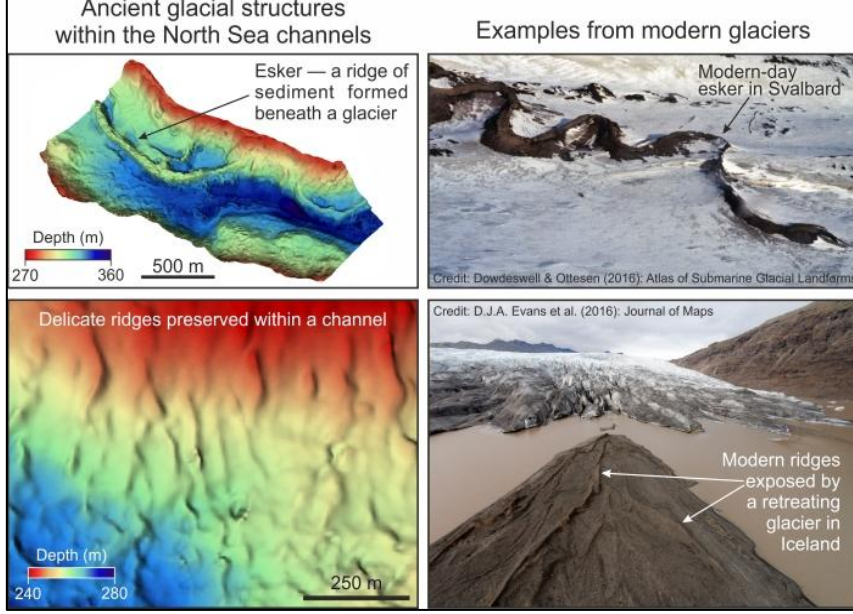 Ancient glacial structures
within the North Sea channels
Examples from modern glaciers
Esker — a ridge of
sediment formed
beneath a glacier
Depth (m)
270
360
500 m
Modern-day
esker in Svalbard
Credit: Dowdeswell & Ottesen (2016): Atlas of Submarine Glacial Landforms
Delicate ridges preserved within a channel
Depth (m)
240
280
250 m
Credit: D.J.A. Evans et al. (2016): Journal of Maps
Modern ridges
exposed by
a retreating
glacier in
Iceland